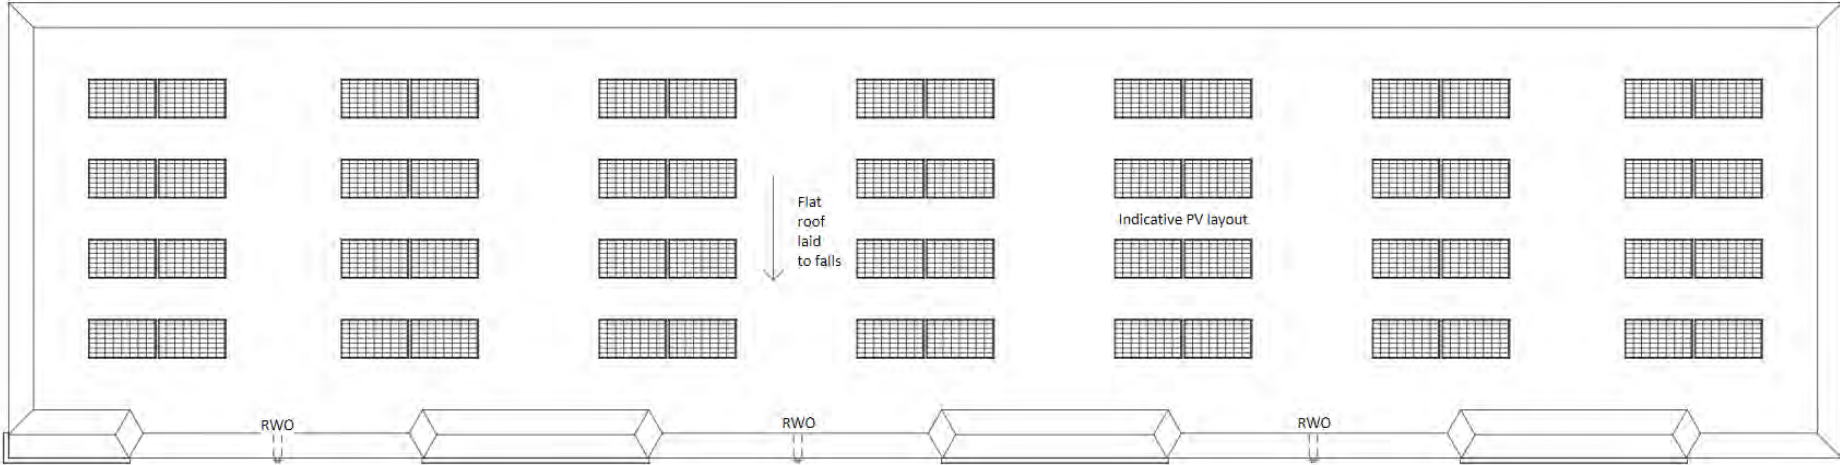 Flat
roof
laid
to falls
Indicative PV layout
RWO
RWO
RWO